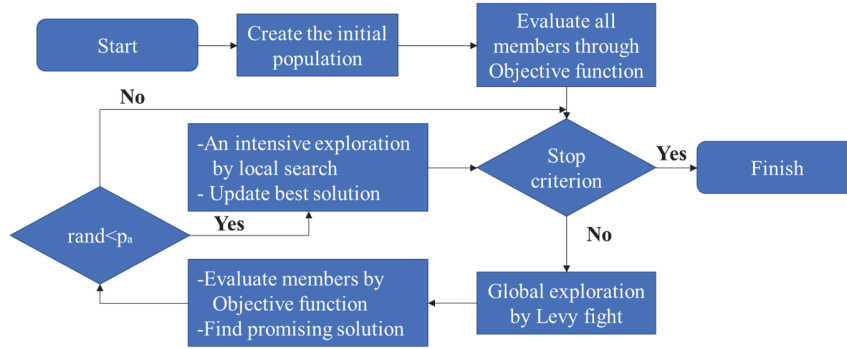 Start
Create the initial
population
Evaluate all
members through
Objective function
No
-An intensive exploration
by local search
- Update best solution
Stop
criterion
Yes
Finish
rand<pa
Yes
No
-Evaluate members by
Objective function
-Find promising solution
Global exploration
by Levy fight